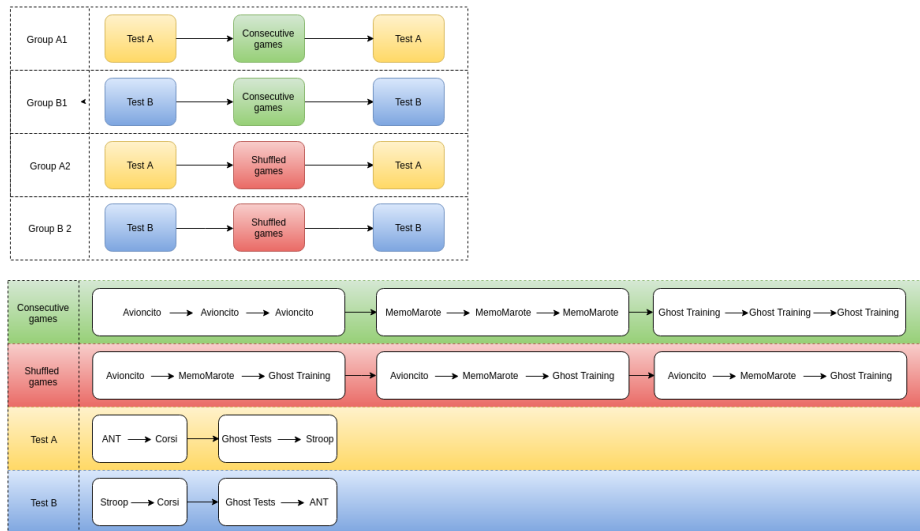 Group A1
Test A
Consecutive
games
Test A
Group B1
Test B
Consecutive
games
Test B
Group A2
Test A
Shuffled
games
Test A
Group B 2
Test B
Shuffled
games
Test B
Consecutive
games
Avioncito Avioncito Avioncito
MemoMarote MemoMarote MemoMarote
Ghost Training Ghost Training Ghost Training
Shuffled
games
Avioncito MemoMarote Ghost Training
Avioncito MemoMarote Ghost Training
Avioncito MemoMarote Ghost Training
Test A
ANT Corsi
Ghost Tests Stroop
Test B
Stroop Corsi
Ghost Tests ANT